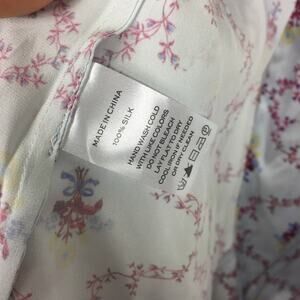 MADE IN CHINA
100% SILK
HAND WASH COLD
WITH LIKE COLORS
DO NOT BLEACH
LAY FLAT TO DRY
COOL IRON IF NEEDED
OR DRY CLEAN